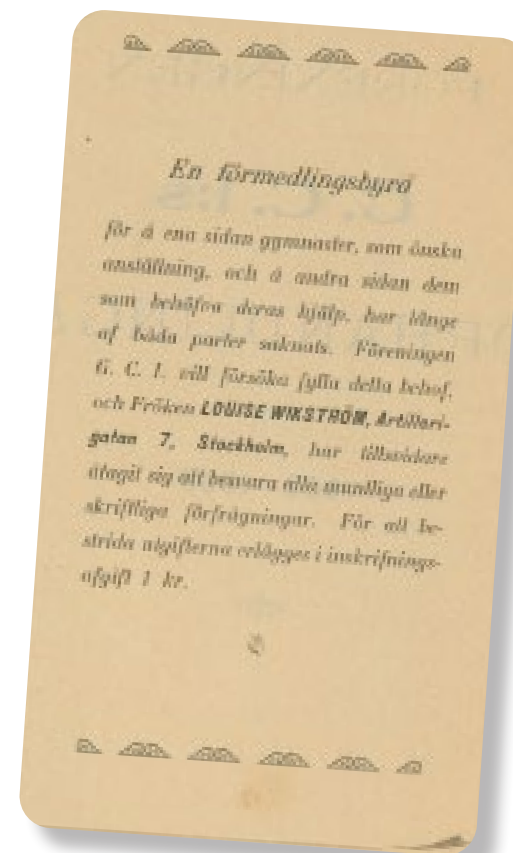 En förmedlingsbyrå
för å ena sidan gymnaster, som önska
anställning, och å andra sidan dem
som behöfva deras hjälp, har länge
af båda parter saknats. Föreningen
G. C. I. vill försöka fylla detta behof,
och Fröken LOUISE WIKSTRÖM, Artilleri-
gatan 7, Stockholm, har tillsvidare
åtagit sig att besvara alla muntliga eller
skriftliga förfrågningar. För att be-
strida utgifterna erlägges i inskrifnings-
afgift 1 kr.